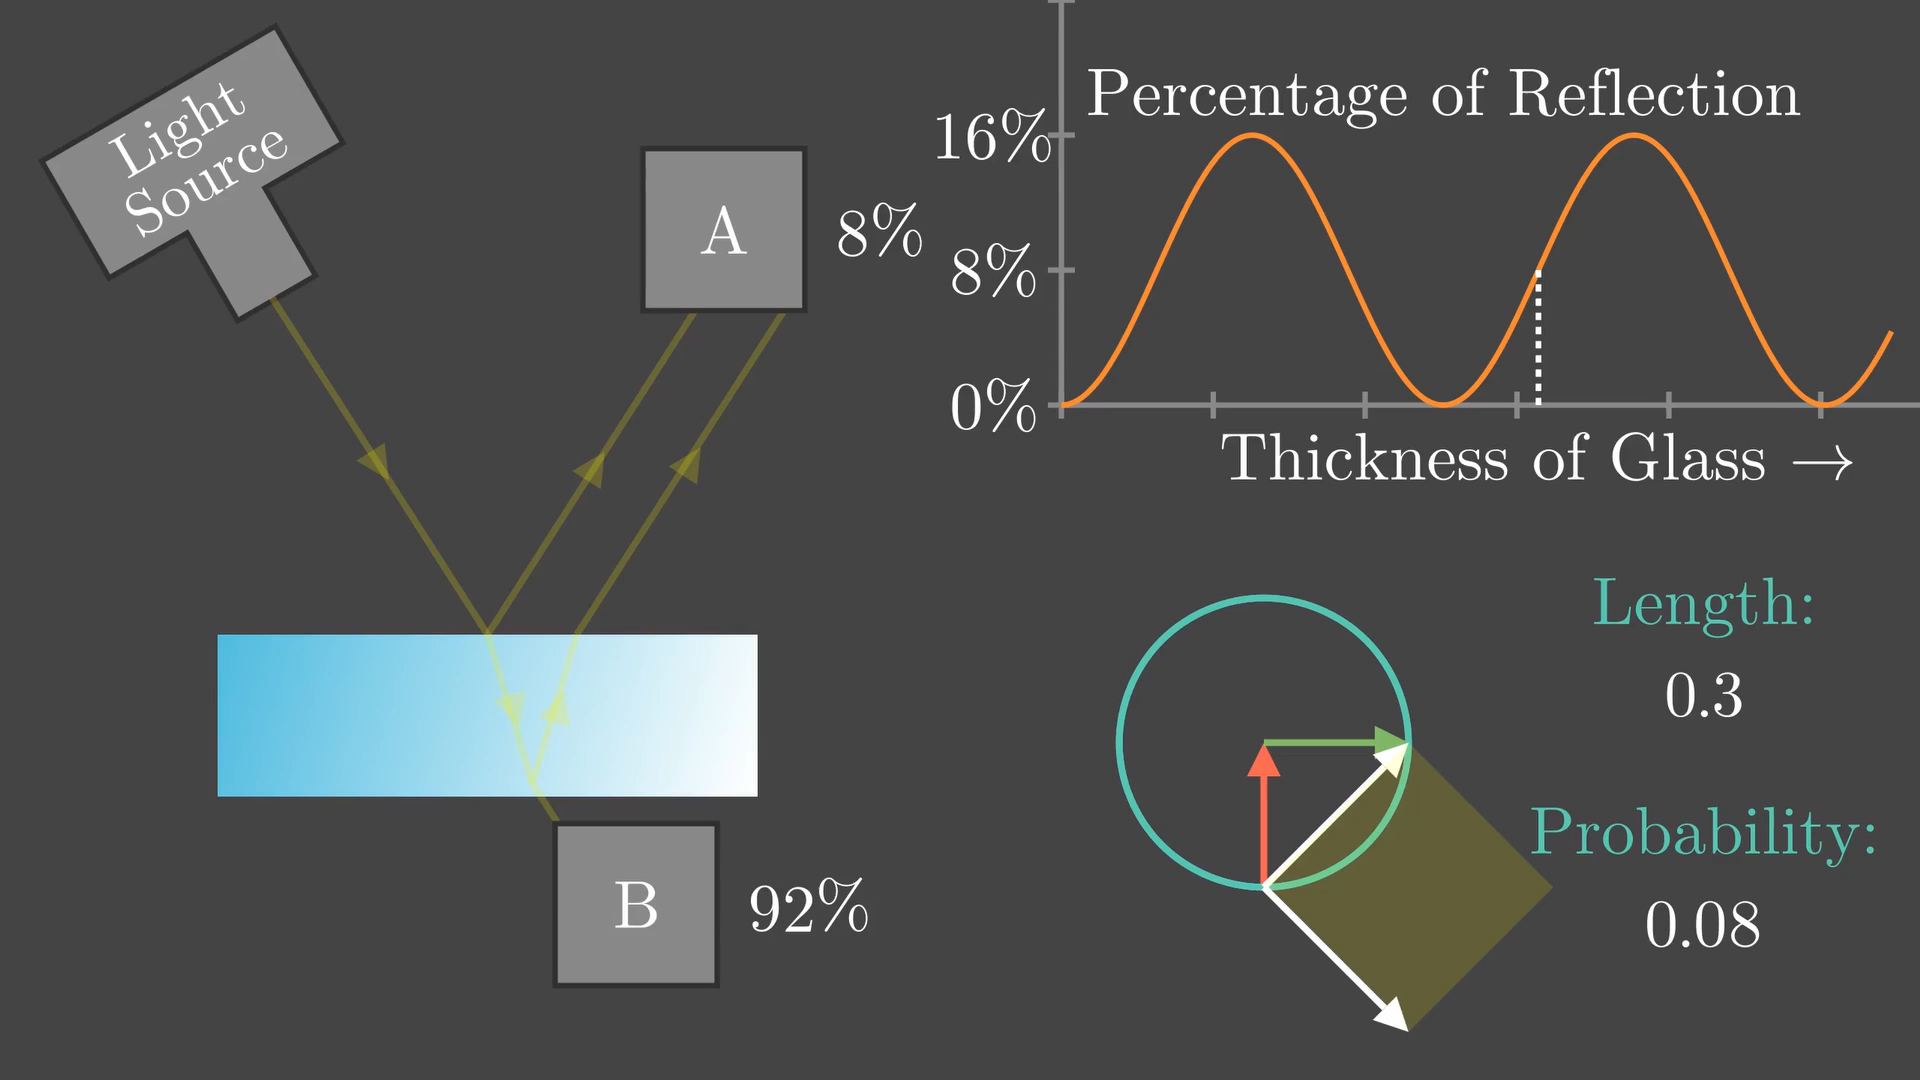 Light
Source
A
8%
B
92%
Percentage of Reflection
16%
8%
0%
Thickness of Glass →
Length:
0.3
Probability:
0.08